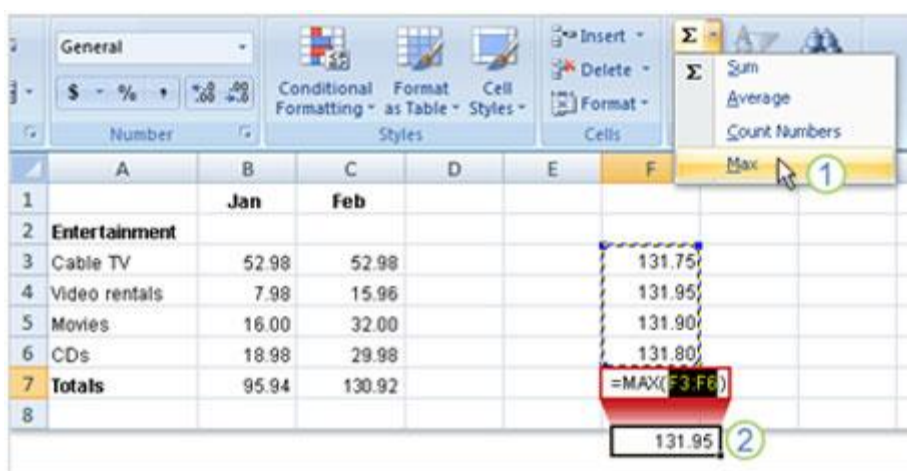 General
Insert
Σ
Conditional Formatting
Format as Table
Cell Styles
Delete
Σ Sum
$ % ,
.00 .00
Format
Average
Number
Styles
Cells
Count Numbers
Max
1
A B C D E F
1 Jan Feb
2 Entertainment
3 Cable TV 52.98 52.98 131.75
4 Video rentals 7.98 15.96 131.95
5 Movies 16.00 32.00 131.90
6 CDs 18.98 29.98 131.80
7 Totals 95.94 130.92 =MAX(F3:F6)
8
131.95 2